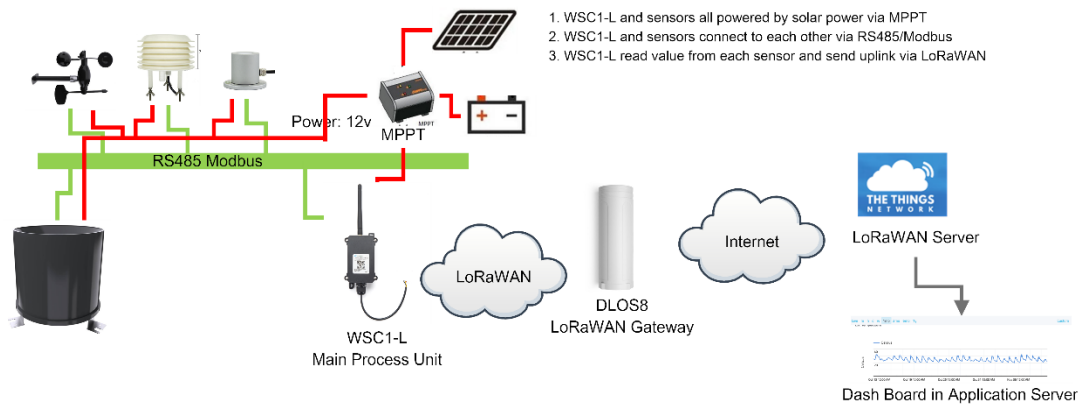 1. WSC1-L and sensors all powered by solar power via MPPT
2. WSC1-L and sensors connect to each other via RS485/Modbus
3. WSC1-L read value from each sensor and send uplink via LoRaWAN
Power: 12v
MPPT
MPPT
RS485 Modbus
THE THINGS
NETWORK
LoRaWAN Server
Internet
LoRaWAN
DLOS8
LoRaWAN Gateway
WSC1-L
Main Process Unit
Dash Board in Application Server